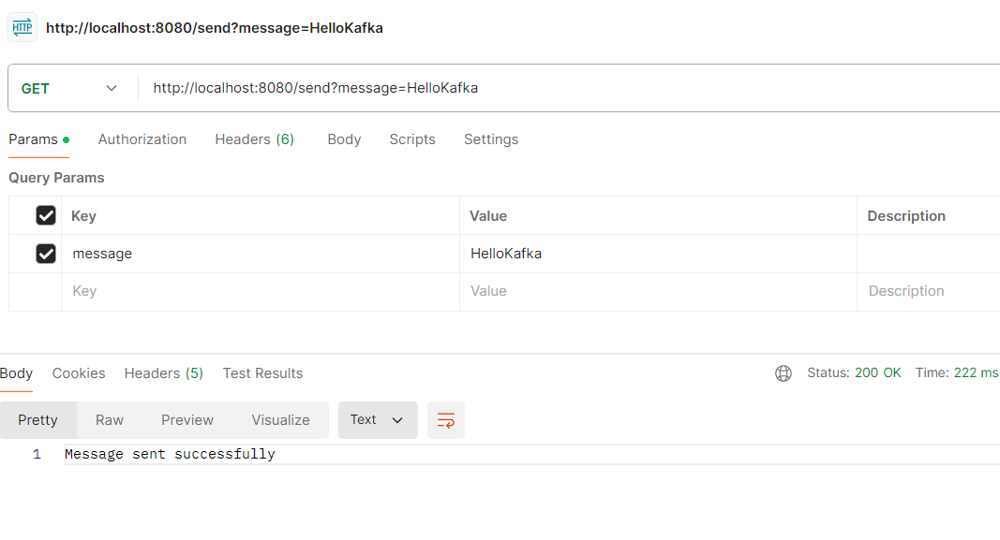 HTTP http://localhost:8080/send?message=HelloKafka
GET http://localhost:8080/send?message=HelloKafka
Params Authorization Headers (6) Body Scripts Settings
Query Params
Key Value Description
message HelloKafka
Key Value Description
Body Cookies Headers (5) Test Results Status: 200 OK Time: 222 ms
Pretty Raw Preview Visualize Text
1 Message sent successfully